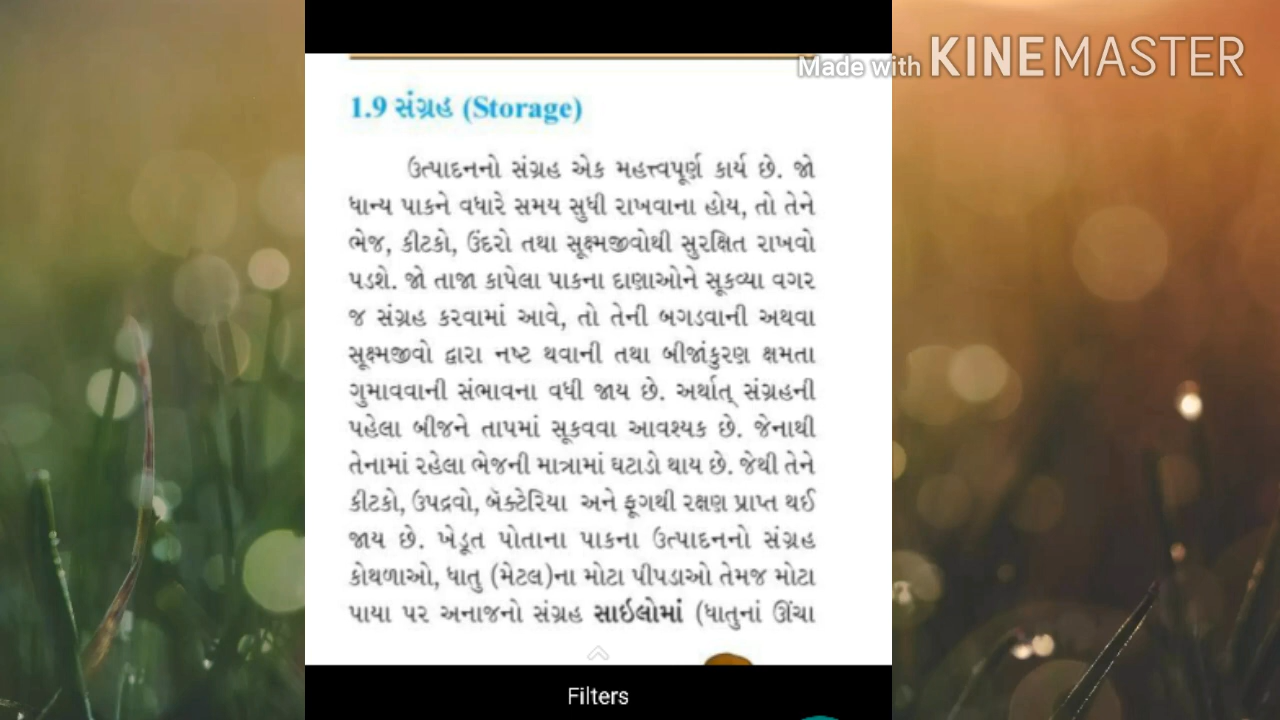 Made with KINEMASTER
1.9 સંગ્રહ (Storage)
ઉત્પાદનનો સંગ્રહ એક મહત્ત્વપૂર્ણ કાર્ય છે. જો
ધાન્ય પાકને વધારે સમય સુધી રાખવાના હોય, તો તેને
ભેજ, કીટકો, ઉંદરો તથા સૂક્ષ્મજીવોથી સુરક્ષિત રાખવો
પડશે. જો તાજા કાપેલા પાકના દાણાઓને સૂકવ્યા વગર
જ સંગ્રહ કરવામાં આવે, તો તેની બગડવાની અથવા
સૂક્ષ્મજીવો દ્વારા નષ્ટ થવાની તથા બીજાંકુરણ ક્ષમતા
ગુમાવવાની સંભાવના વધી જાય છે. અર્થાત્ સંગ્રહની
પહેલા બીજને તાપમાં સૂકવવા આવશ્યક છે. જેનાથી
તેનામાં રહેલા ભેજની માત્રામાં ઘટાડો થાય છે. જેથી તેને
કીટકો, ઉપદ્રવો, બૅક્ટેરિયા અને ફૂગથી રક્ષણ પ્રાપ્ત થઈ
જાય છે. ખેડૂત પોતાના પાકના ઉત્પાદનનો સંગ્રહ
કોથળાઓ, ધાતુ (મેટલ)ના મોટા પીપડાઓ તેમજ મોટા
પાયા પર અનાજનો સંગ્રહ સાઇલોમાં (ધાતુનાં ઊંચા
Filters